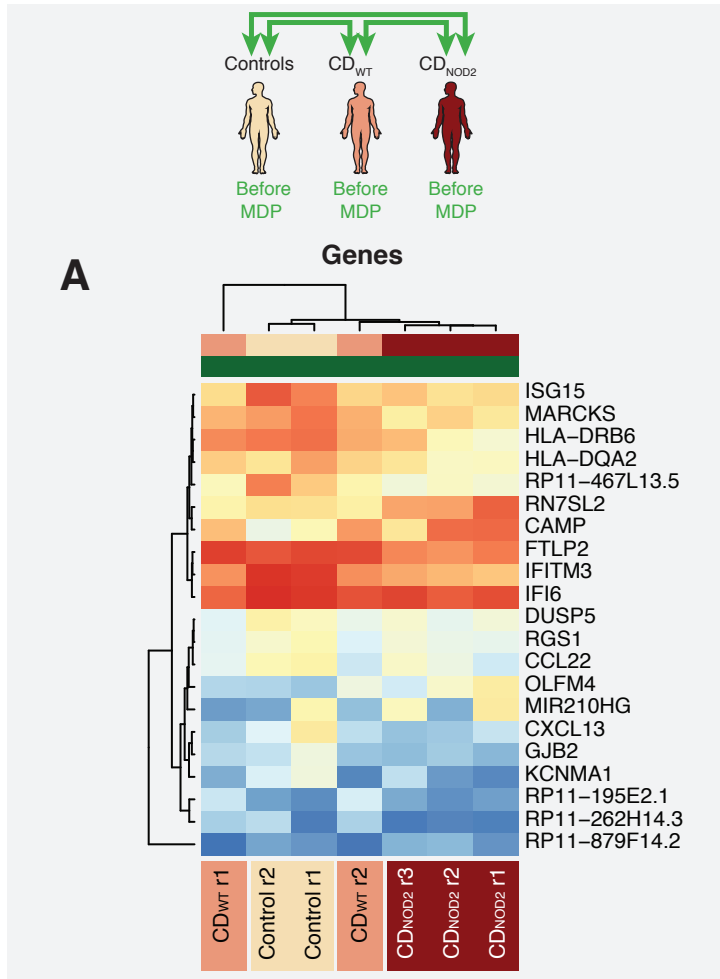 Controls CDWT CDNOD2
Before Before Before
MDP MDP MDP
Genes
A
ISG15
MARCKS
HLA–DRB6
HLA–DQA2
RP11–467L13.5
RN7SL2
CAMP
FTLP2
IFITM3
IFI6
DUSP5
RGS1
CCL22
OLFM4
MIR210HG
CXCL13
GJB2
KCNMA1
RP11–195E2.1
RP11–262H14.3
RP11–879F14.2
CDWT r1
Control r2
Control r1
CDWT r2
CDNOD2 r3
CDNOD2 r2
CDNOD2 r1